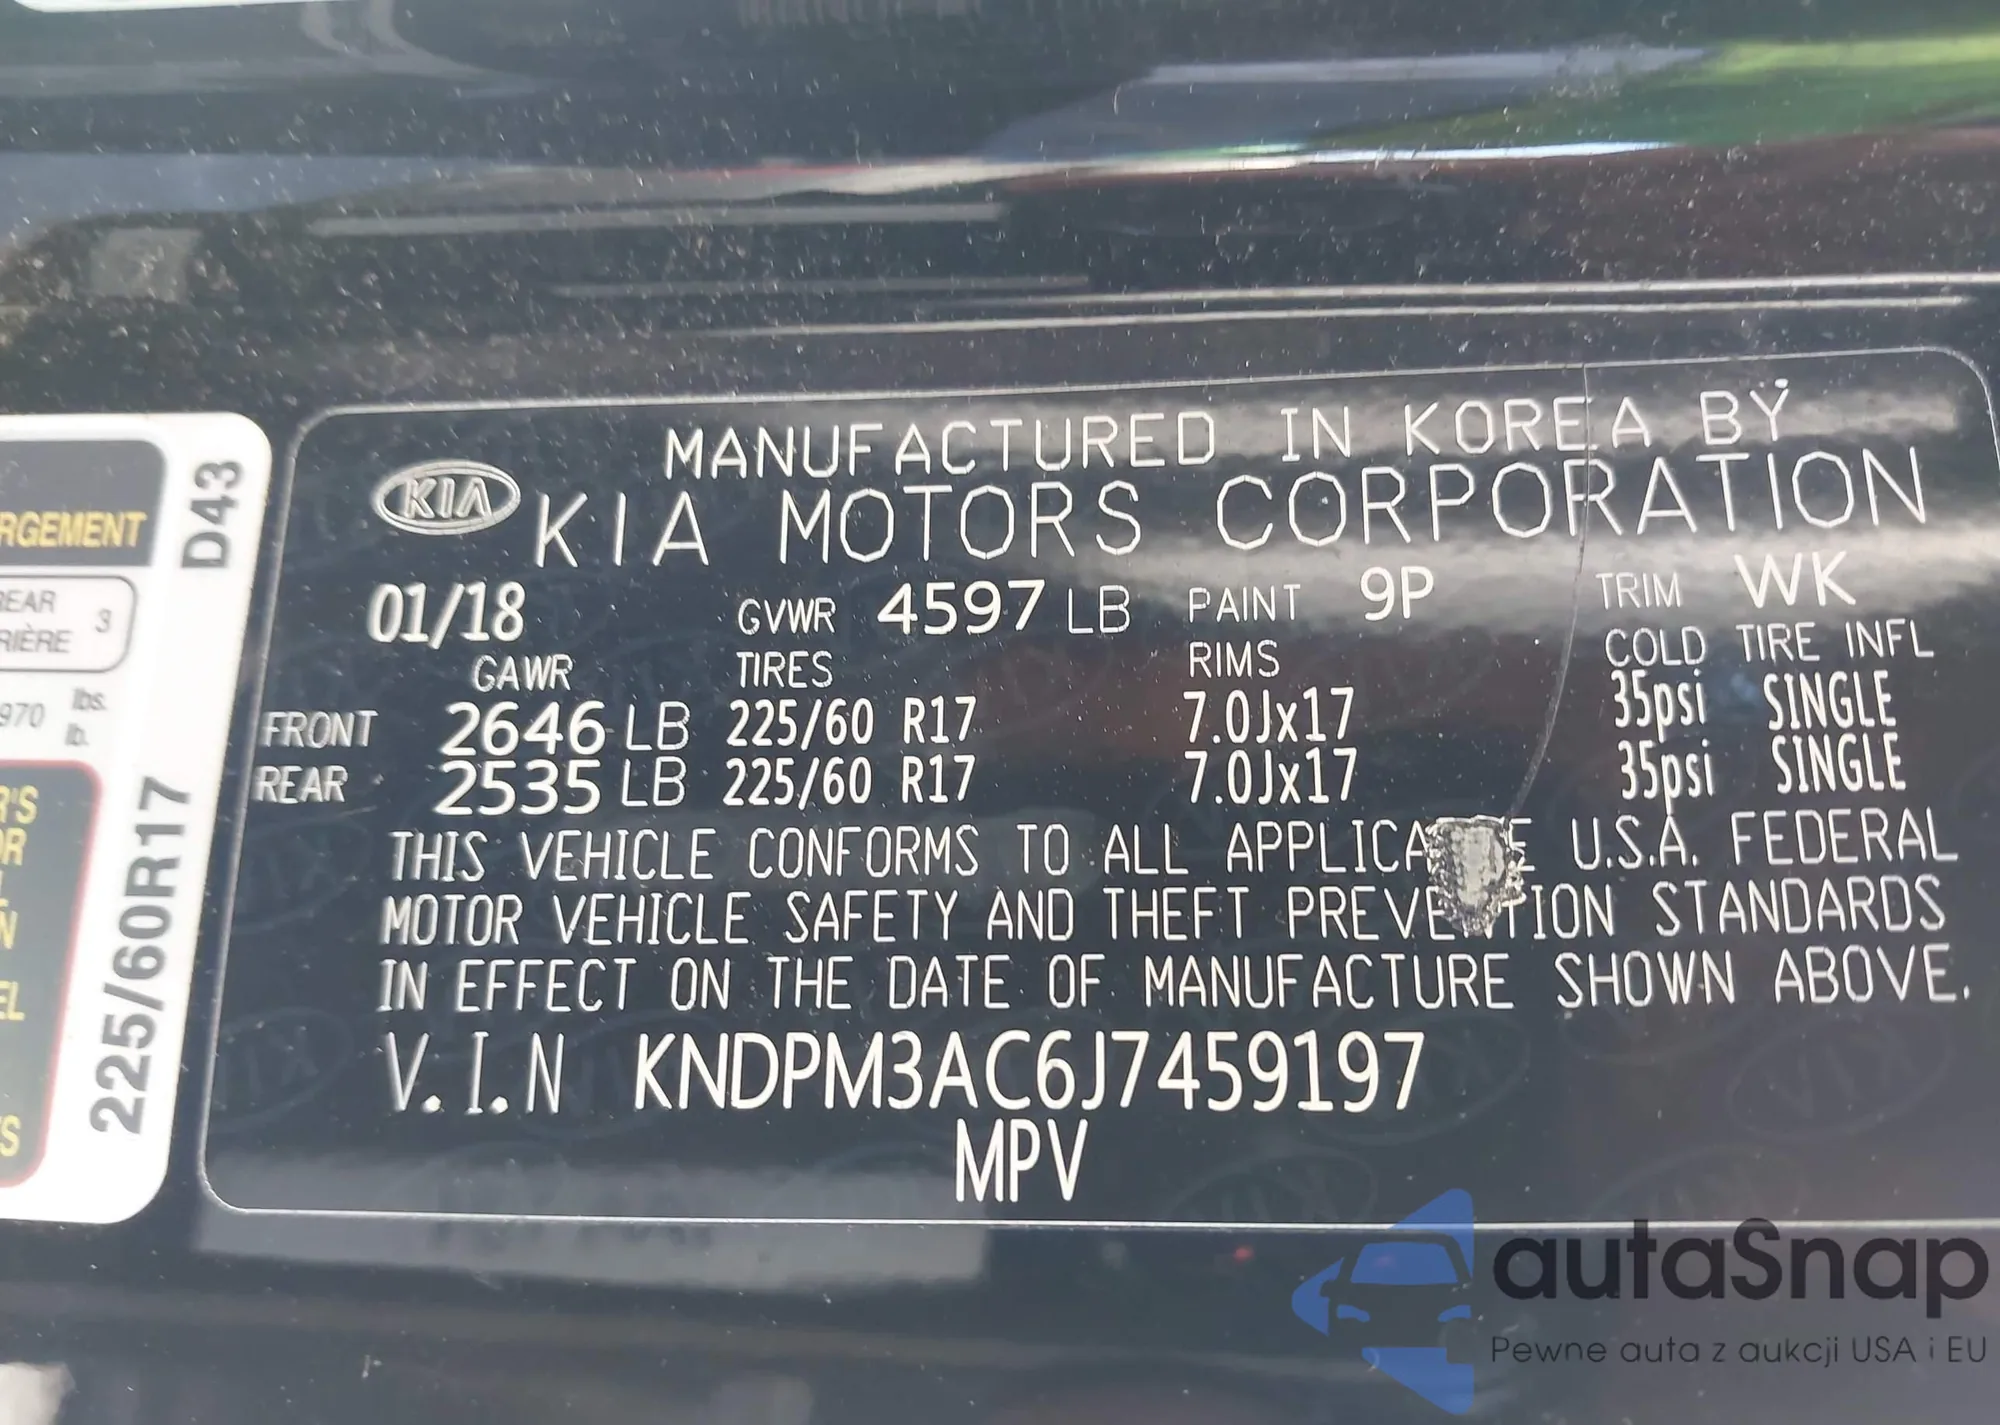 MANUFACTURED IN KOREA BY
KIA KIA MOTORS CORPORATION
01/18 GVWR 4597 LB PAINT 9P TRIM WK
GAWR TIRES RIMS COLD TIRE INFL
FRONT 2646 LB 225/60 R17 7.0Jx17 35psi SINGLE
REAR 2535 LB 225/60 R17 7.0Jx17 35psi SINGLE
THIS VEHICLE CONFORMS TO ALL U.S.A. FEDERAL
MOTOR VEHICLE SAFETY AND THEFT PREVENTION STANDARDS
IN EFFECT ON THE DATE OF MANUFACTURE SHOWN ABOVE.
V.I.N KNDPM3AC6J7459197
MPV
D43
225/60R17
RGEMENT
REAR 3
RIÈRE
970 lbs.
lb.
R'S
OR
L
N
EL
S
autaSnap
Pewne auta z aukcji USA i EU